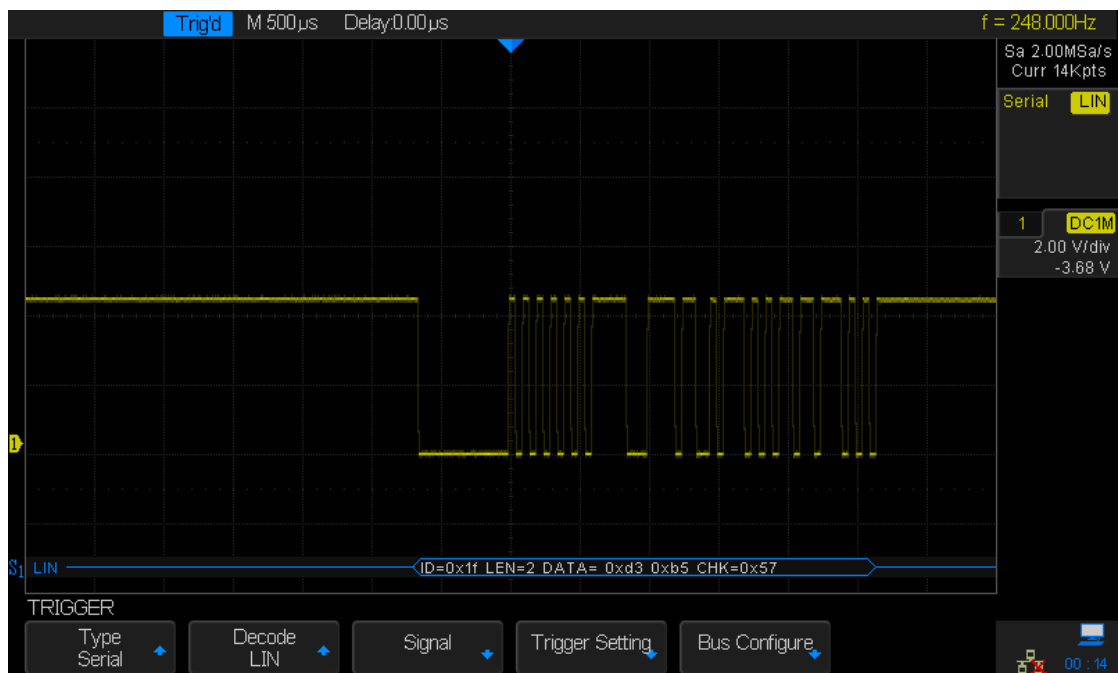 Trig'd M 500µs Delay:0.00µs f = 248.000Hz
Sa 2.00MSa/s
Curr 14Kpts
Serial LIN
1 DC1M
2.00 V/div
-3.68 V
1
S1 LIN ID=0x1f LEN=2 DATA= 0xd3 0xb5 CHK=0x57
TRIGGER
Type
Serial
Decode
LIN
Signal
Trigger Setting
Bus Configure
00 : 14